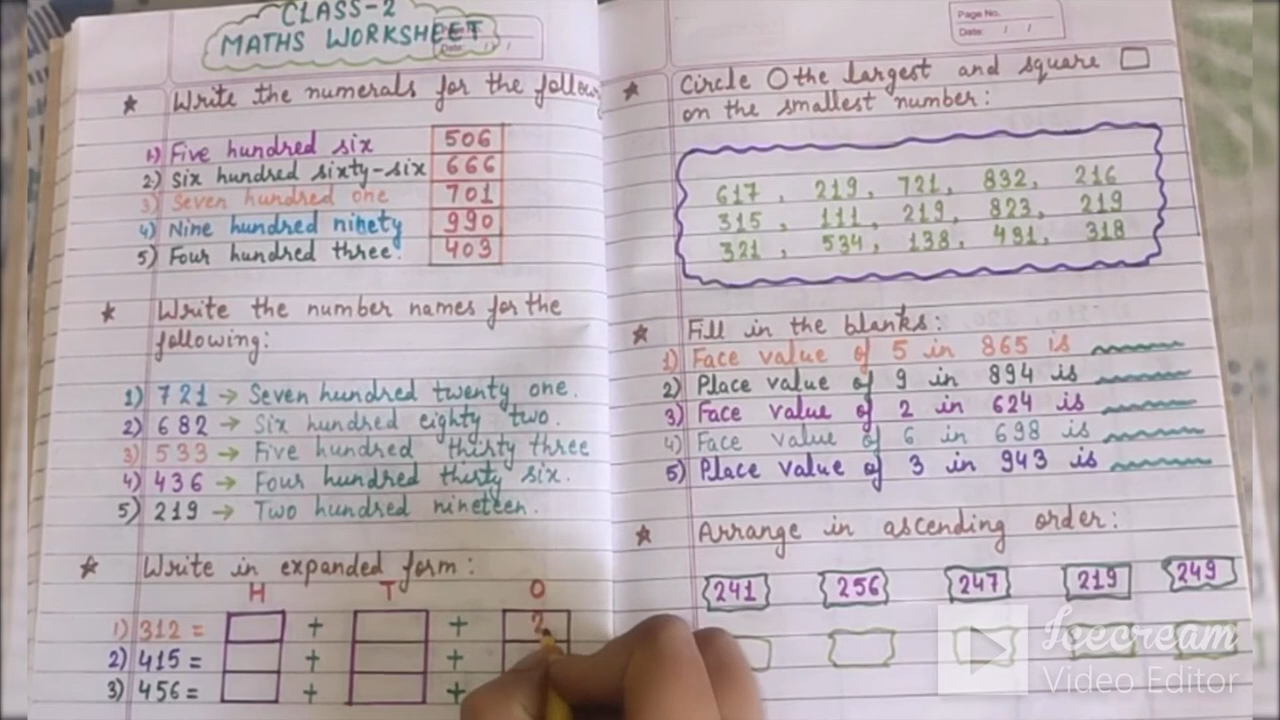 CLASS-2
MATHS WORKSHEET
Date: / /
★ Write the numerals for the
1) Five hundred six 506
2) Six hundred sixty-six 666
3) Seven hundred one 701
4) Nine hundred ninety 990
5) Four hundred three. 403
★ Write the number names for the
following:
1) 721 → Seven hundred twenty one.
2) 682 → Six hundred eighty two.
3) 533 → Five hundred thirty three
4) 436 → Four hundred thirty six.
5) 219 → Two hundred nineteen.
★ Write in expanded form:
H T O
1) 312 = + + 2
2) 415 = + +
3) 456 = + +
Page No.
Date: / /
★ Circle O the largest and square □
on the smallest number:
617, 219, 721, 832, 216
315, 111, 219, 823, 219
321, 534, 138, 431, 318
★ Fill in the blanks:
1) Face value of 5 in 865 is
2) Place value of 9 in 894 is
3) Face value of 2 in 624 is
4) Face value of 6 in 698 is
5) Place value of 3 in 943 is
★ Arrange in ascending order:
241 256 247 219 249
Icecream
Video Editor